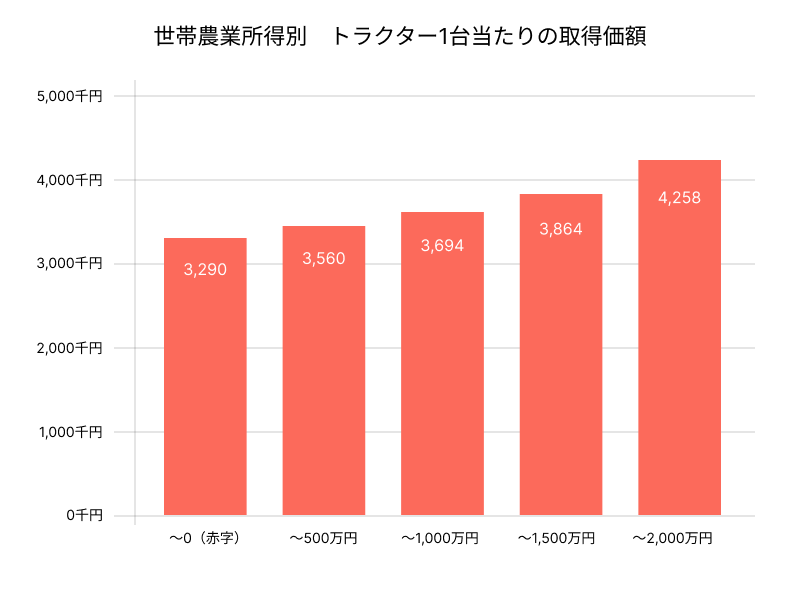 世帯農業所得別　トラクター1台当たりの取得価額
5,000千円
4,000千円
3,000千円
2,000千円
1,000千円
0千円
3,290
3,560
3,694
3,864
4,258
〜0（赤字）
〜500万円
〜1,000万円
〜1,500万円
〜2,000万円